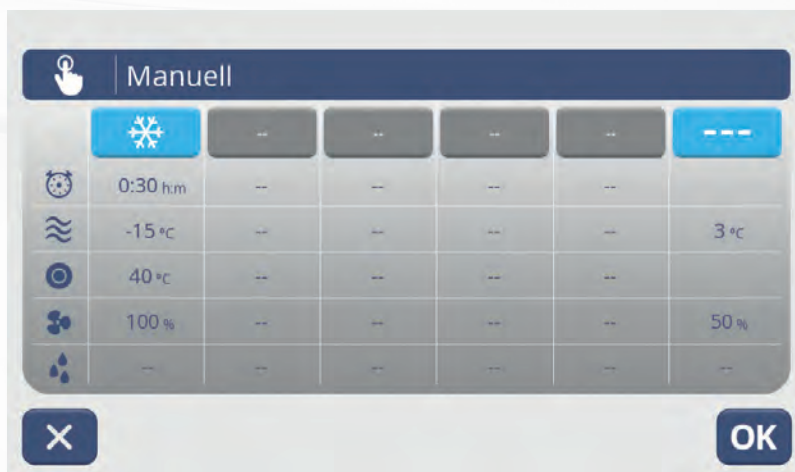 Manuell
-- -- -- -- ---
0:30 h:m -- -- -- --
-15 °C -- -- -- -- 3 °C
40 °C -- -- -- --
100 % -- -- -- -- 50 %
-- -- -- -- -- --
OK